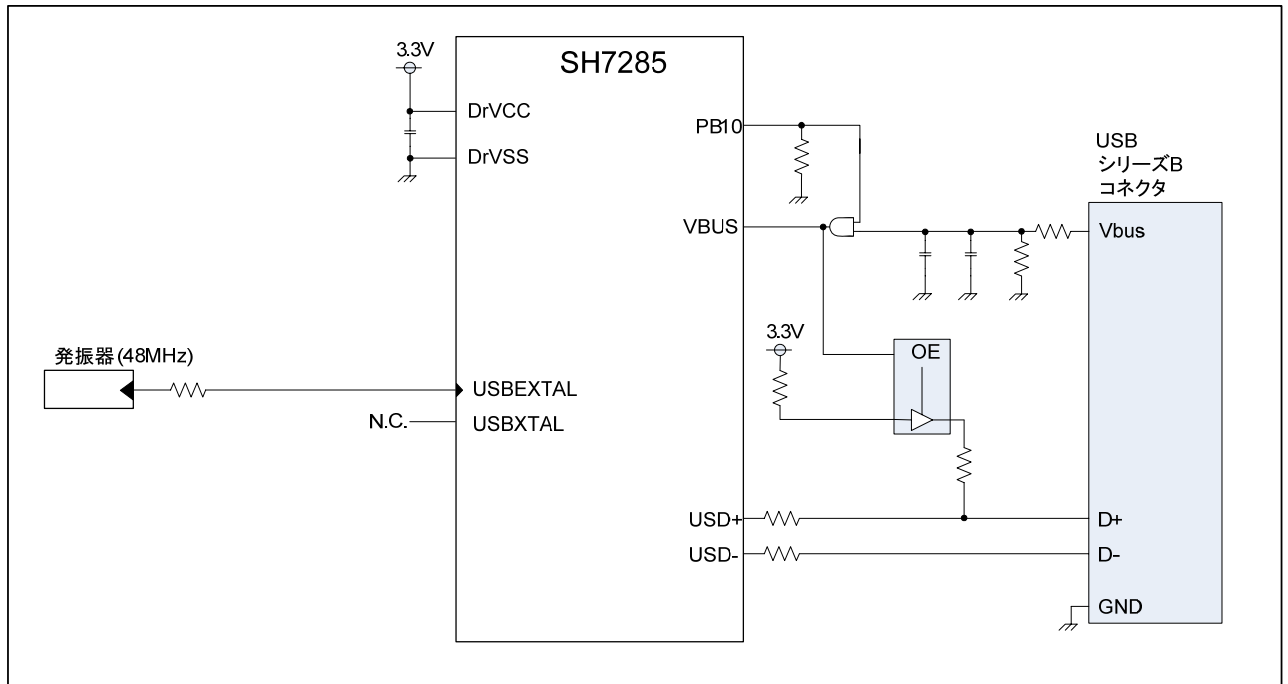 SH7285
3.3V
DrVCC
DrVSS
PB10
VBUS
USB
シリーズB
コネクタ
Vbus
3.3V
OE
発振器(48MHz)
USBEXTAL
N.C.
USBXTAL
USD+
USD-
D+
D-
GND